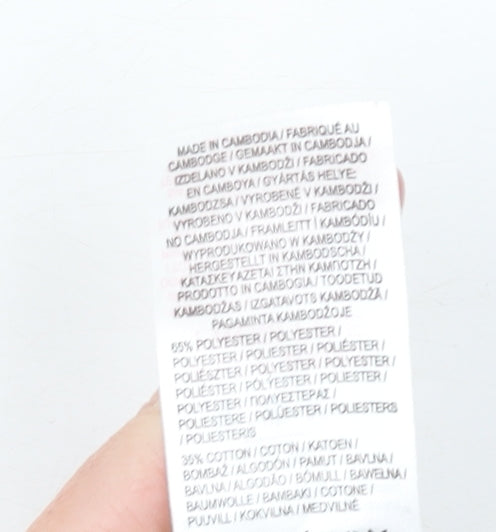 MADE IN CAMBODIA / FABRIQUÉ AU
CAMBODGE / GEMAAKT IN CAMBODJA /
IZDELANO V KAMBODŽI / FABRICADO
EN CAMBOYA / GYÁRTÁS HELYE:
KAMBODZSA / VYROBENÉ V KAMBODŽI /
VYROBENO V KAMBODŽI / FABRICADO
NO CAMBODJA / FRAMLEITT Í KAMBÓDÍU /
WYPRODUKOWANO W KAMBODŻY /
HERGESTELLT IN KAMBODSCHA /
ΚΑΤΑΣΚΕΥΑΖΕΤΑΙ ΣΤΗΝ ΚΑΜΠΟΤΖΗ /
PRODOTTO IN CAMBOGIA / TOODETUD
KAMBODŽAS / IZGATAVOTS KAMBODŽĀ /
PAGAMINTA KAMBODŽOJE
65% POLYESTER / POLYESTER /
POLYESTER / POLIESTER / POLIÉSTER /
POLIÉSZTER / POLYESTER / POLYESTER /
POLIÉSTER / PÓLÝESTER / POLIESTER /
POLYESTER / ΠΟΛΥΕΣΤΕΡΑΣ /
POLIESTERE / POLÜESTER / POLIESTERS
/ POLIESTERIS
35% COTTON / COTON / KATOEN /
BOMBAŽ / ALGODÓN / PAMUT / BAVLNA /
BAVLNA / ALGODÃO / BÓMULL / BAWEŁNA /
BAUMWOLLE / ΒΑΜΒΑΚΙ / COTONE /
PUUVILL / KOKVILNA / MEDVILNĖ